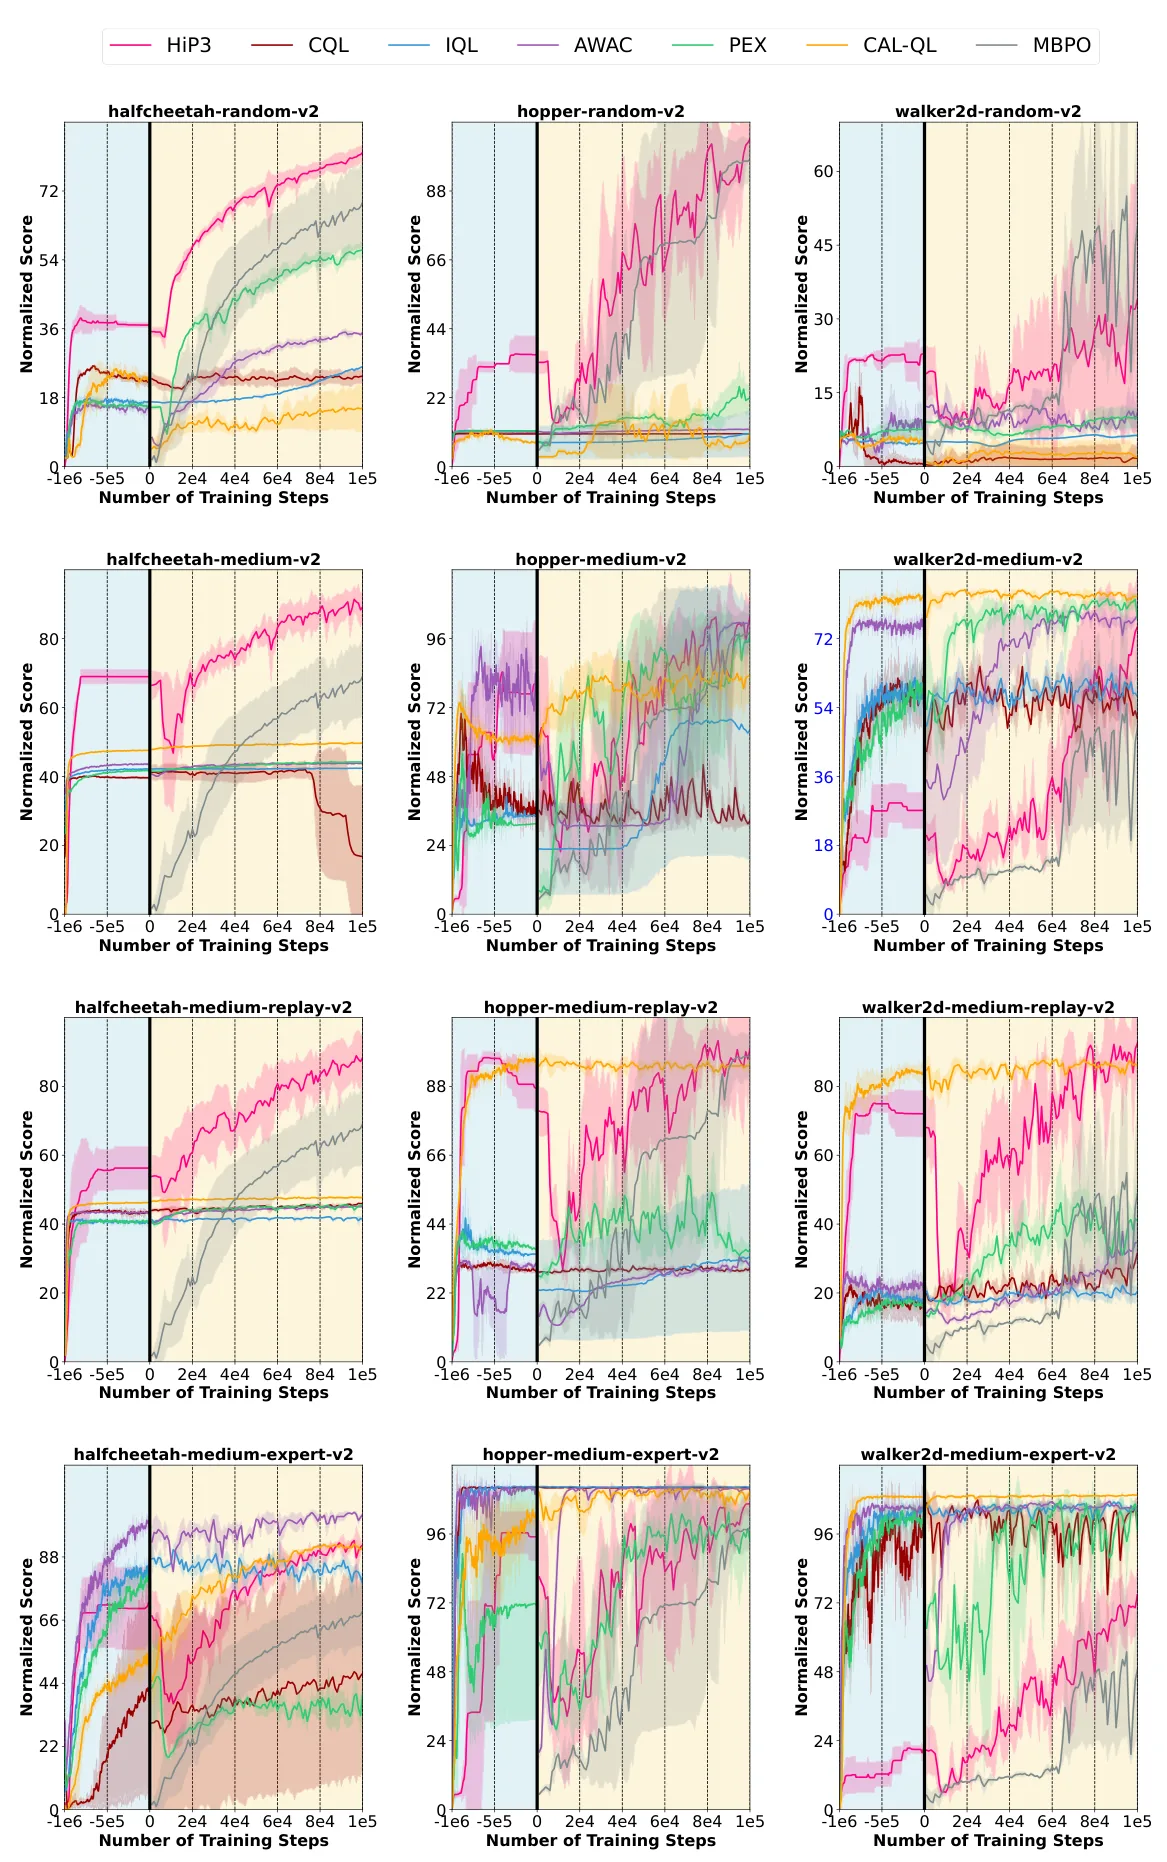 HiP3 CQL IQL AWAC PEX CAL-QL MBPO
halfcheetah-random-v2 hopper-random-v2 walker2d-random-v2
Normalized Score Normalized Score Normalized Score
72 54 36 18 0
88 66 44 22 0
60 45 30 15 0
-1e6 -5e5 0 2e4 4e4 6e4 8e4 1e5 -1e6 -5e5 0 2e4 4e4 6e4 8e4 1e5 -1e6 -5e5 0 2e4 4e4 6e4 8e4 1e5
Number of Training Steps Number of Training Steps Number of Training Steps
halfcheetah-medium-v2 hopper-medium-v2 walker2d-medium-v2
Normalized Score Normalized Score Normalized Score
80 60 40 20 0
96 72 48 24 0
72 54 36 18 0
-1e6 -5e5 0 2e4 4e4 6e4 8e4 1e5 -1e6 -5e5 0 2e4 4e4 6e4 8e4 1e5 -1e6 -5e5 0 2e4 4e4 6e4 8e4 1e5
Number of Training Steps Number of Training Steps Number of Training Steps
halfcheetah-medium-replay-v2 hopper-medium-replay-v2 walker2d-medium-replay-v2
Normalized Score Normalized Score Normalized Score
80 60 40 20 0
88 66 44 22 0
80 60 40 20 0
-1e6 -5e5 0 2e4 4e4 6e4 8e4 1e5 -1e6 -5e5 0 2e4 4e4 6e4 8e4 1e5 -1e6 -5e5 0 2e4 4e4 6e4 8e4 1e5
Number of Training Steps Number of Training Steps Number of Training Steps
halfcheetah-medium-expert-v2 hopper-medium-expert-v2 walker2d-medium-expert-v2
Normalized Score Normalized Score Normalized Score
88 66 44 22 0
96 72 48 24 0
96 72 48 24 0
-1e6 -5e5 0 2e4 4e4 6e4 8e4 1e5 -1e6 -5e5 0 2e4 4e4 6e4 8e4 1e5 -1e6 -5e5 0 2e4 4e4 6e4 8e4 1e5
Number of Training Steps Number of Training Steps Number of Training Steps